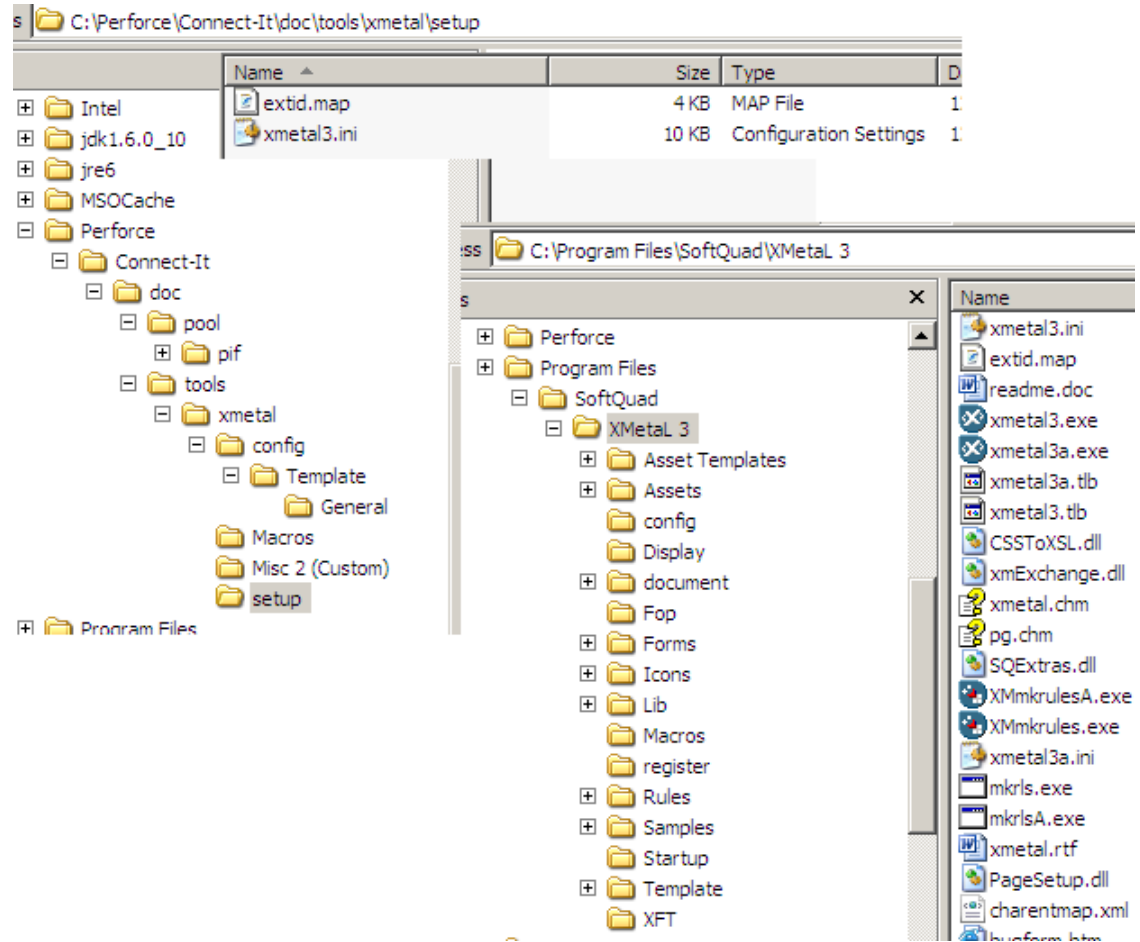 s C:\Perforce\Connect-It\doc\tools\xmetal\setup
Name Size Type D
extid.map 4 KB MAP File 1:
xmetal3.ini 10 KB Configuration Settings 1:
Intel
jdk1.6.0_10
jre6
MSOCache
Perforce
Connect-It
doc
pool
pif
tools
xmetal
config
Template
General
Macros
Misc 2 (Custom)
setup
Program Files
ess C:\Program Files\SoftQuad\XMetaL 3
s
Perforce
Program Files
SoftQuad
XMetaL 3
Asset Templates
Assets
config
Display
document
Fop
Forms
Icons
Lib
Macros
register
Rules
Samples
Startup
Template
XFT
Name
xmetal3.ini
extid.map
readme.doc
xmetal3.exe
xmetal3a.exe
xmetal3a.tlb
xmetal3.tlb
CSSToXSL.dll
xmExchange.dll
xmetal.chm
pg.chm
SQExtras.dll
XMmkrulesA.exe
XMmkrules.exe
xmetal3a.ini
mkrls.exe
mkrlsA.exe
xmetal.rtf
PageSetup.dll
charentmap.xml
bugform.htm